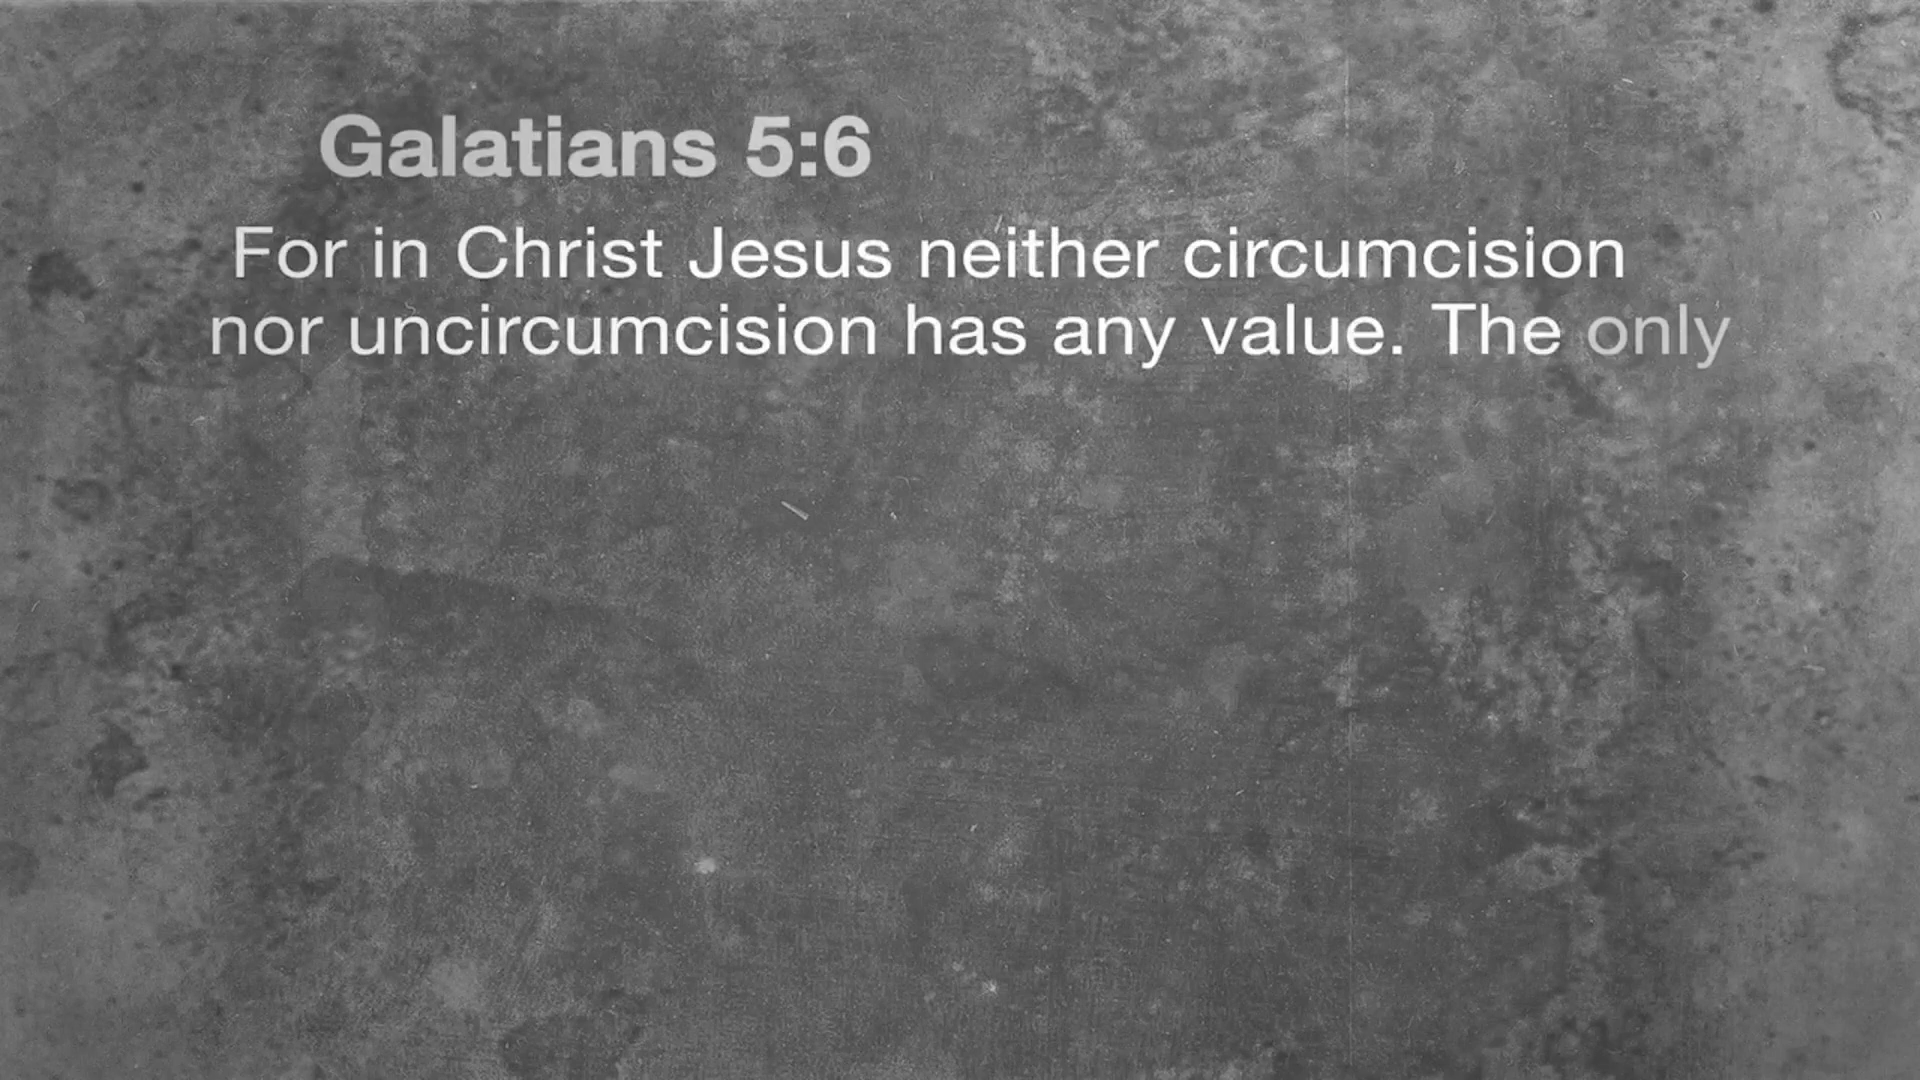 Galatians 5:6
For in Christ Jesus neither circumcision
nor uncircumcision has any value. The only